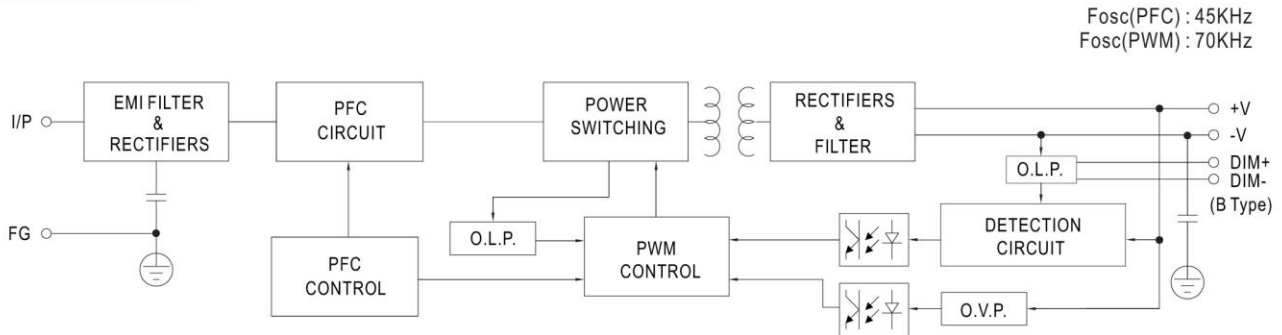 Fosc(PFC) : 45KHz
Fosc(PWM) : 70KHz
I/P
EMI FILTER
&
RECTIFIERS
PFC
CIRCUIT
POWER
SWITCHING
RECTIFIERS
&
FILTER
+V
-V
DIM+
DIM-
(B Type)
O.L.P.
FG
O.L.P.
PFC
CONTROL
PWM
CONTROL
DETECTION
CIRCUIT
O.V.P.